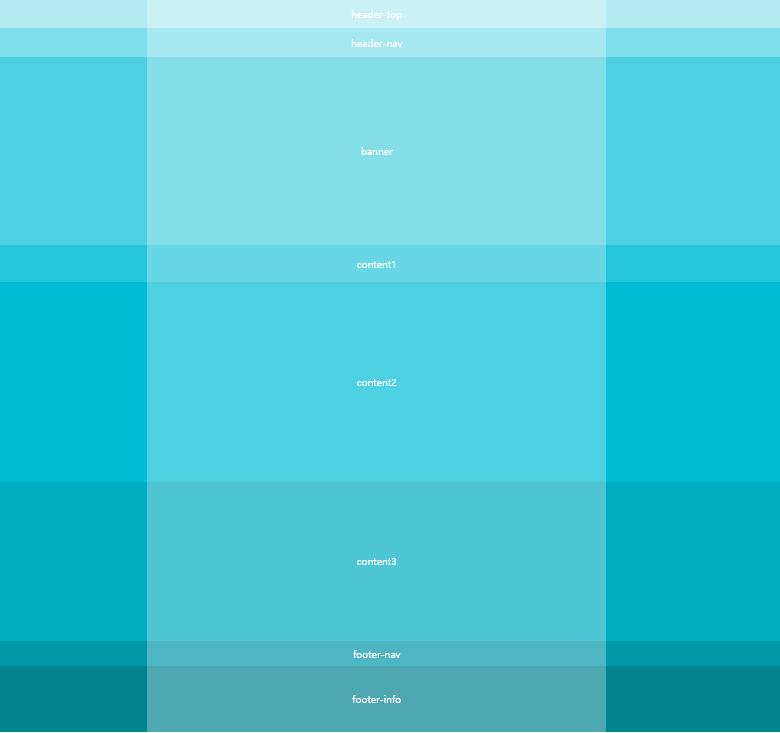 header-top
header-nav
banner
content1
content2
content3
footer-nav
footer-info